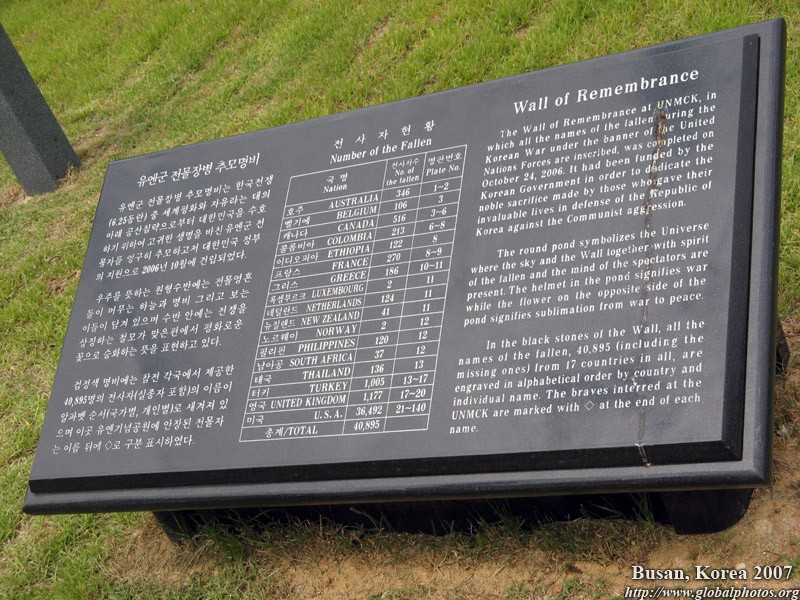 유엔군 전몰장병 추모명비
유엔군 전몰장병 추모명비는 한국전쟁
(6.25동란) 중 세계평화와 자유라는 대의
아래 공산침략으로부터 대한민국을 수호
하기 위하여 고귀한 생명을 바친 유엔군 전
몰자들 일구히 추모하고저 대한민국 정부
의 지원으로 2006년 10월에 건립되었다.
우주를 뜻하는 원형수반에는 전몰영혼
들이 머무는 하늘과 명비 그리고 보는
이들이 담겨 있으며 수반 안에는 전쟁을
상징하는 철모가 맞은편에서 평화로운
꽃으로 승화하는 뜻을 표현하고 있다.
검정색 명비에는 참전 각국에서 제공한
40,895명의 전사자(실종자 포함)의 이름이
알파벳 순서(국가별, 개인별)로 새겨져 있
으며 이곳 유엔기념공원에 안장된 전몰자
는 이름 뒤에 ◇로 구분 표시하였다.
전사자현황
Number of the Fallen
국명 Nation 전사자수 No. of the fallen 명판번호 Plate No.
호주 AUSTRALIA 346 1~2
벨기에 BELGIUM 106 3
캐나다 CANADA 516 3~6
콜롬비아 COLOMBIA 213 6~8
이디오피아 ETHIOPIA 122 8
프랑스 FRANCE 270 8~9
그리스 GREECE 186 10~11
룩셈부르크 LUXEMBOURG 2 11
네덜란드 NETHERLANDS 124 11
뉴질랜드 NEW ZEALAND 41 11
노르웨이 NORWAY 2 12
필리핀 PHILIPPINES 120 12
남아공 SOUTH AFRICA 37 12
태국 THAILAND 136 13
터키 TURKEY 1,005 13~17
영국 UNITED KINGDOM 1,177 17~20
미국 U.S.A. 36,492 21~140
총계/TOTAL 40,895
Wall of Remembrance
The Wall of Remembrance at UNMCK, in
which all the names of the fallen during the
Korean War under the banner of the United
Nations Forces are inscribed, was completed on
October 24, 2006. It had been funded by the
Korean Government in order to dedicate the
noble sacrifice made by those who gave their
invaluable lives in defense of the Republic of
Korea against the Communist aggression.
The round pond symbolizes the Universe
where the sky and the Wall together with spirit
of the fallen and the mind of the spectators are
present. The helmet in the pond signifies war
while the flower on the opposite side of the
pond signifies sublimation from war to peace.
In the black stones of the Wall, all the
names of the fallen, 40,895 (including the
missing ones) from 17 countries in all, are
engraved in alphabetical order by country and
individual name. The braves interred at the
UNMCK are marked with ◇ at the end of each
name.
Busan, Korea 2007
http://www.globalphotos.org